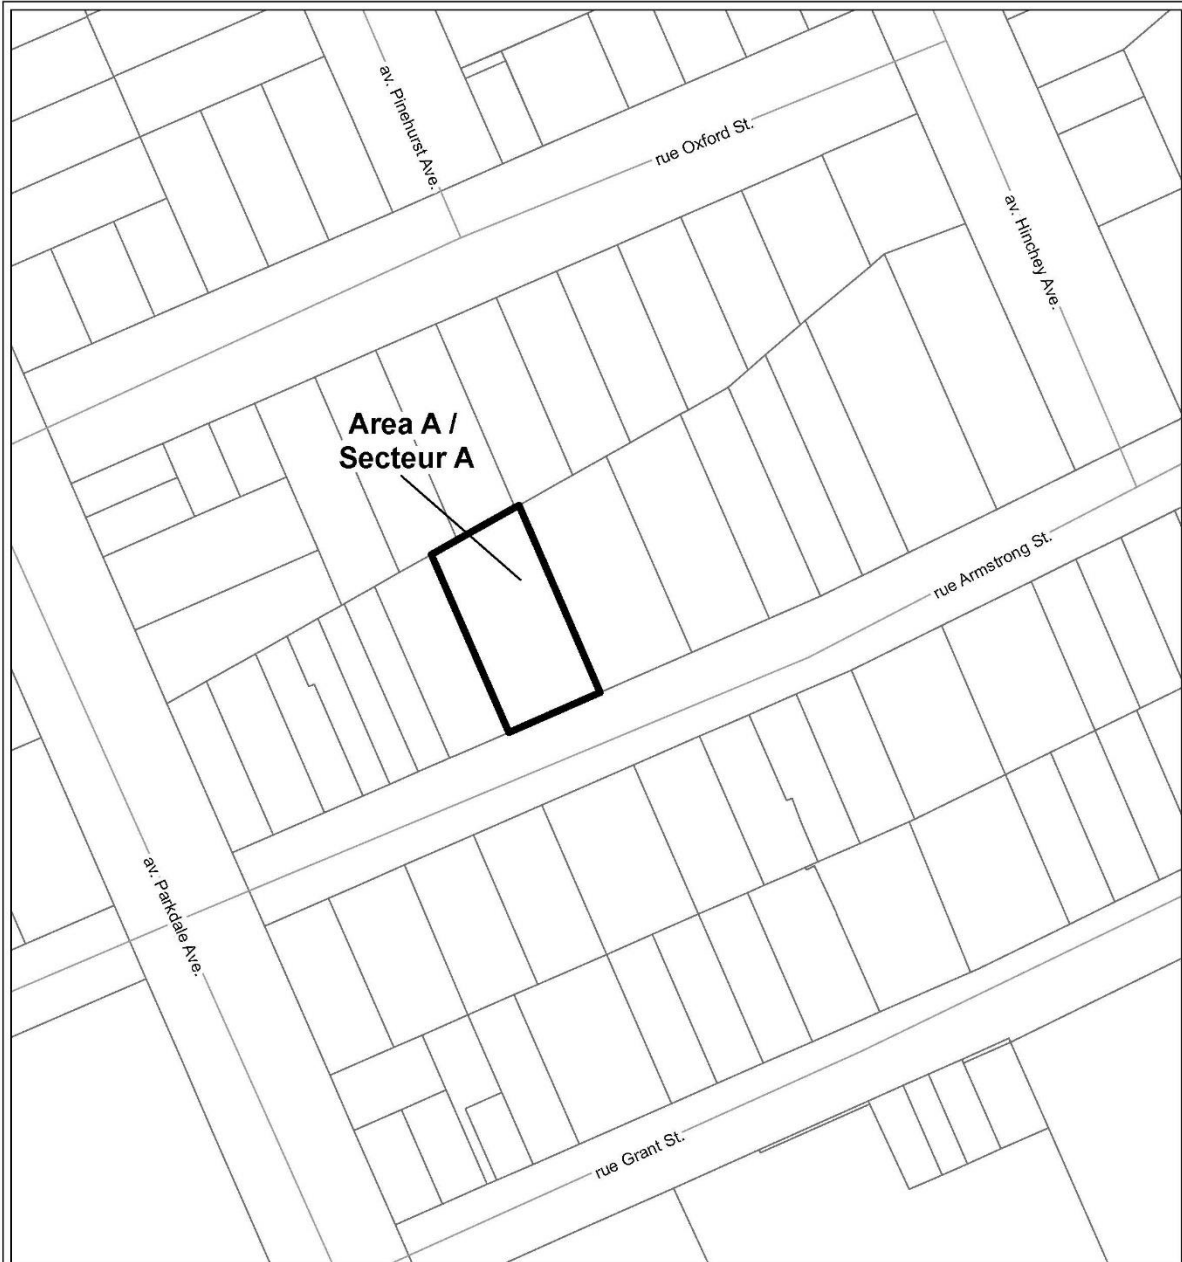 av. Pinehurst Ave.
rue Oxford St.
av. Hinchey Ave.
Area A /
Secteur A
rue Armstrong St.
av. Parkdale Ave.
rue Grant St.